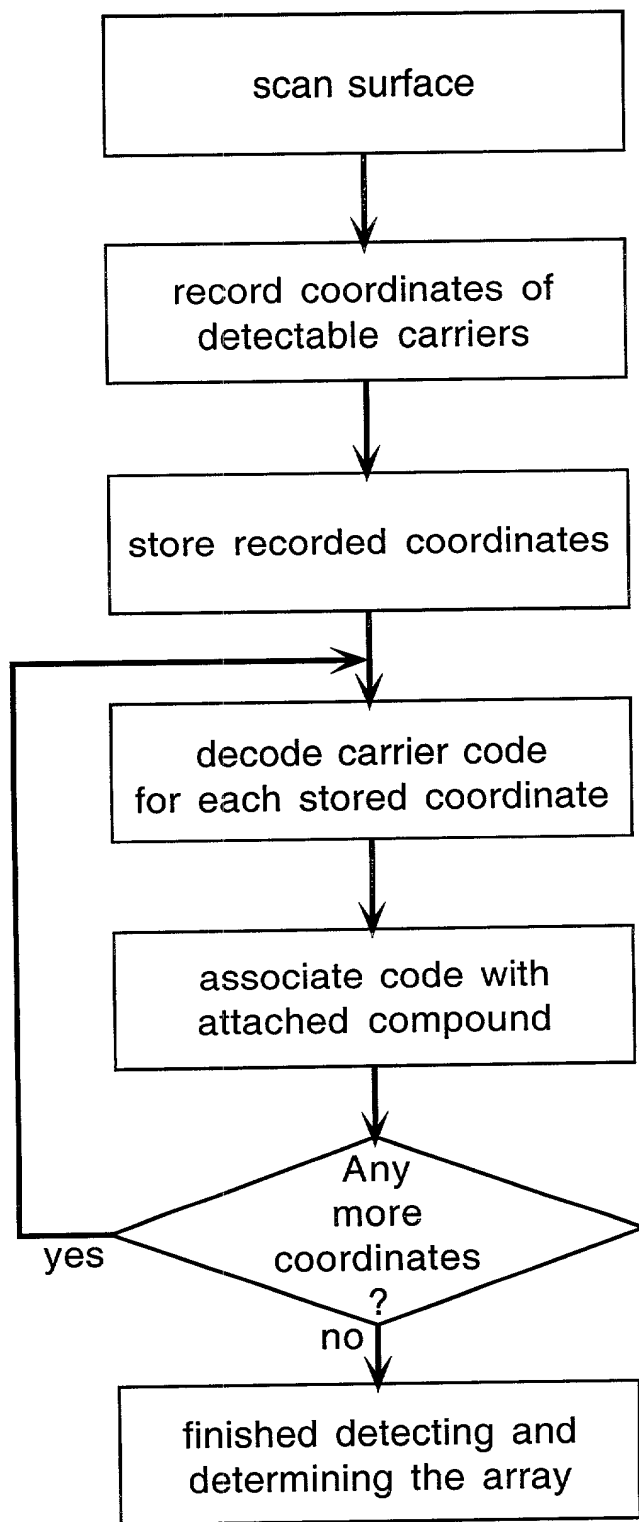 scan surface
record coordinates of
detectable carriers
store recorded coordinates
decode carrier code
for each stored coordinate
associate code with
attached compound
Any
more
coordinates
?
yes
no
finished detecting and
determining the array